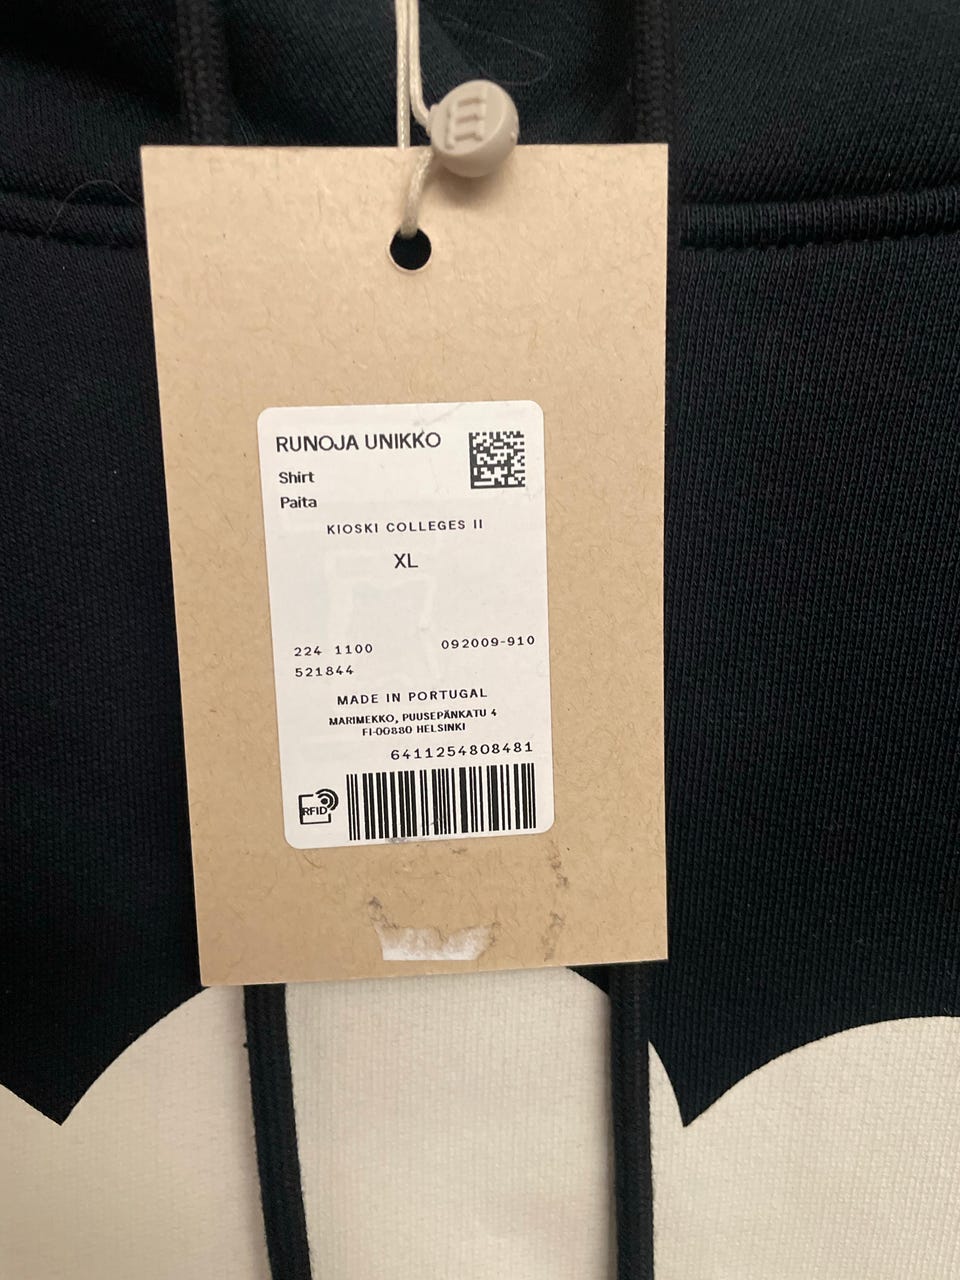 RUNOJA UNIKKO
Shirt
Paita
KIOSKI COLLEGES II
XL
224 1100 092009-910
521844
MADE IN PORTUGAL
MARIMEKKO, PUUSEPÄNKATU 4
FI-00880 HELSINKI
6411254808481
RFID